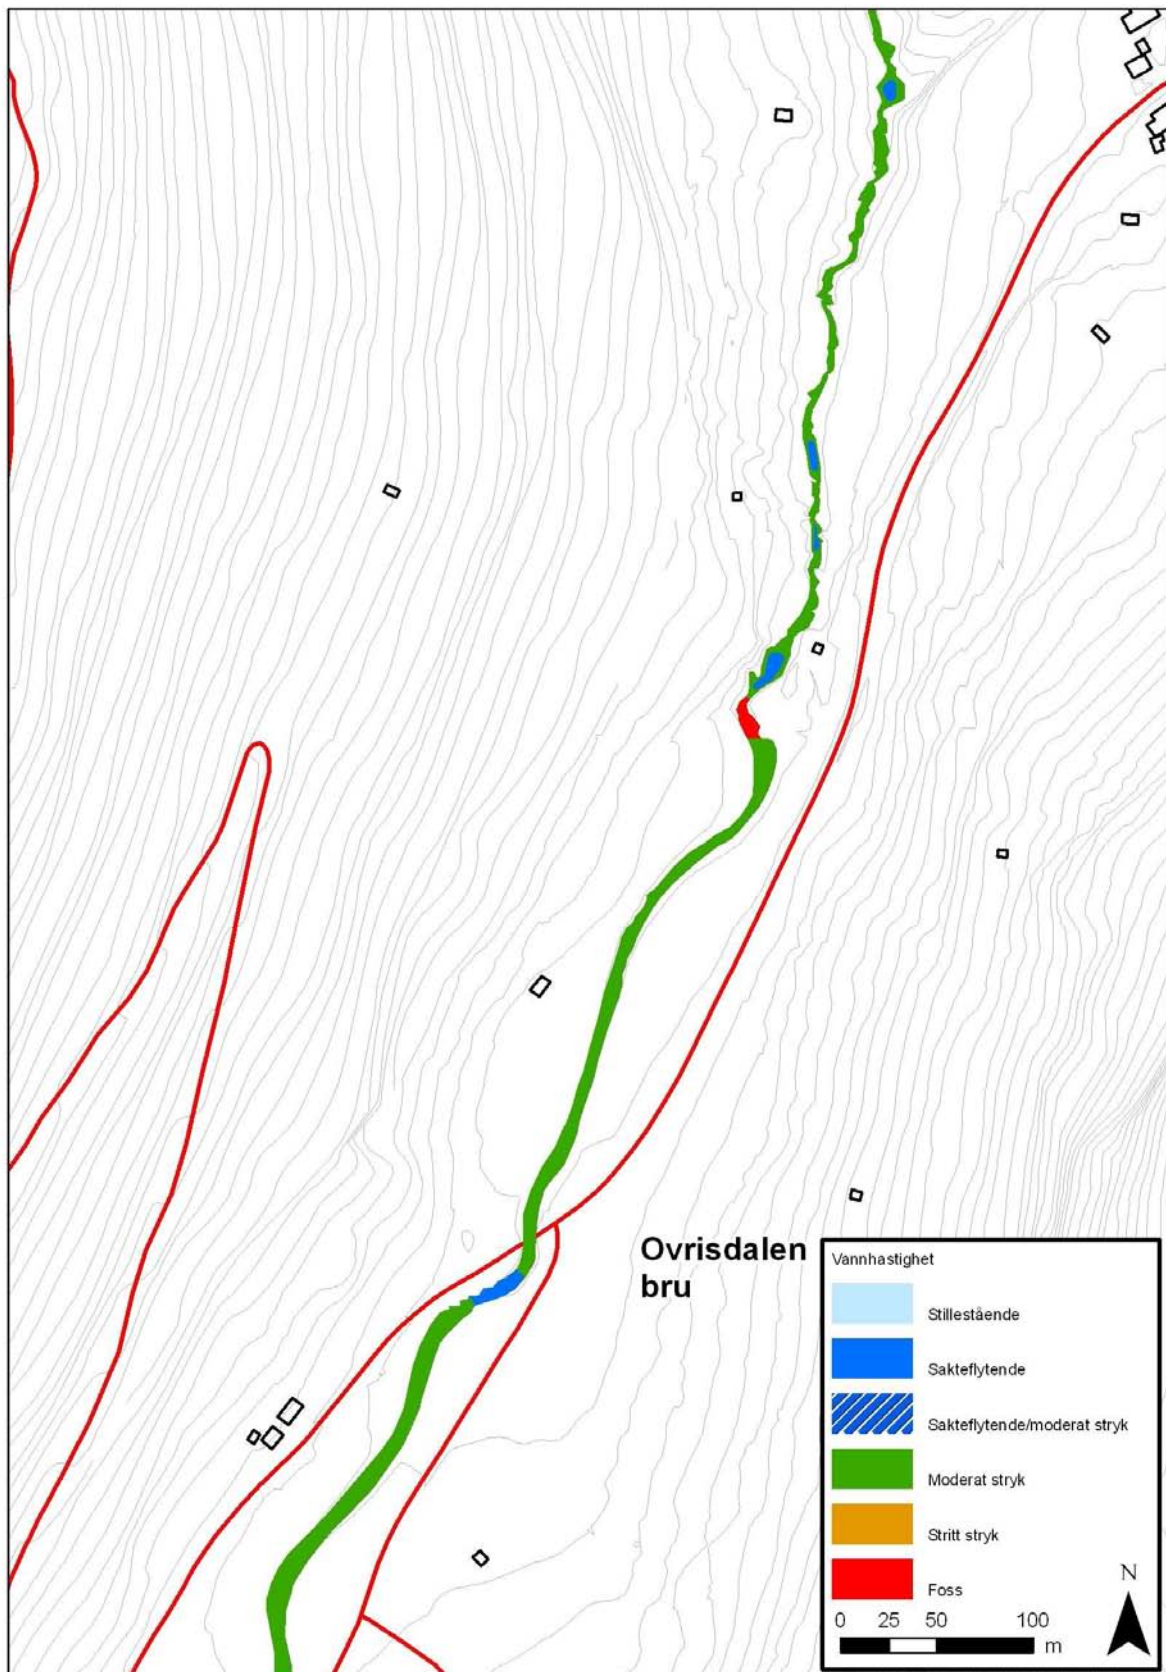 Ovrisdalen
bru
Vannhastighet
Stillestående
Sakteflytende
Sakteflytende/moderat stryk
Moderat stryk
Stritt stryk
Foss
N
0 25 50 100
m